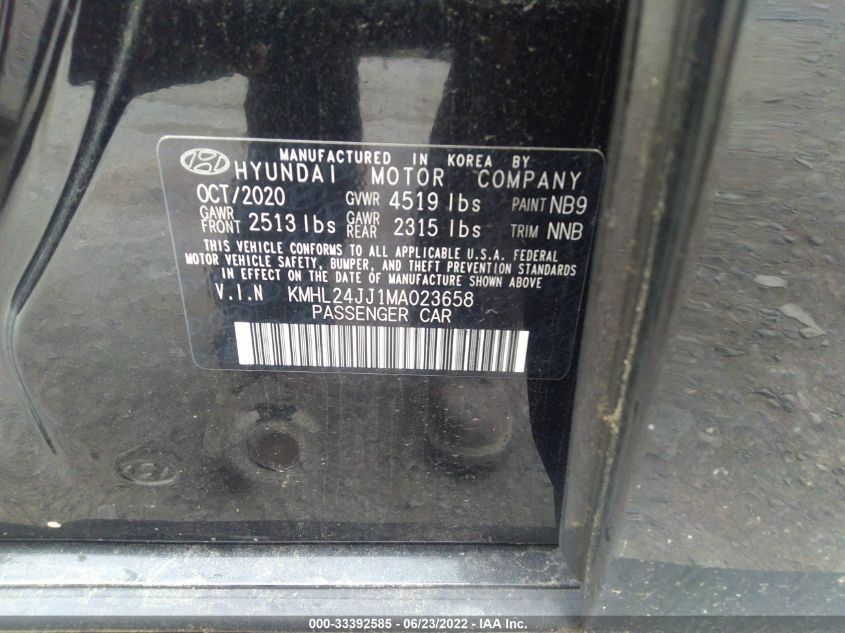 MANUFACTURED IN KOREA BY
HYUNDAI MOTOR COMPANY
OCT/2020 GVWR 4519 lbs PAINT NB9
GAWR FRONT 2513 lbs GAWR REAR 2315 lbs TRIM NNB
THIS VEHICLE CONFORMS TO ALL APPLICABLE U.S.A. FEDERAL
MOTOR VEHICLE SAFETY, BUMPER, AND THEFT PREVENTION STANDARDS
IN EFFECT ON THE DATE OF MANUFACTURE SHOWN ABOVE
V.I.N KMHL24JJ1MA023658
PASSENGER CAR
000-33392585 - 06/23/2022 - IAA Inc.